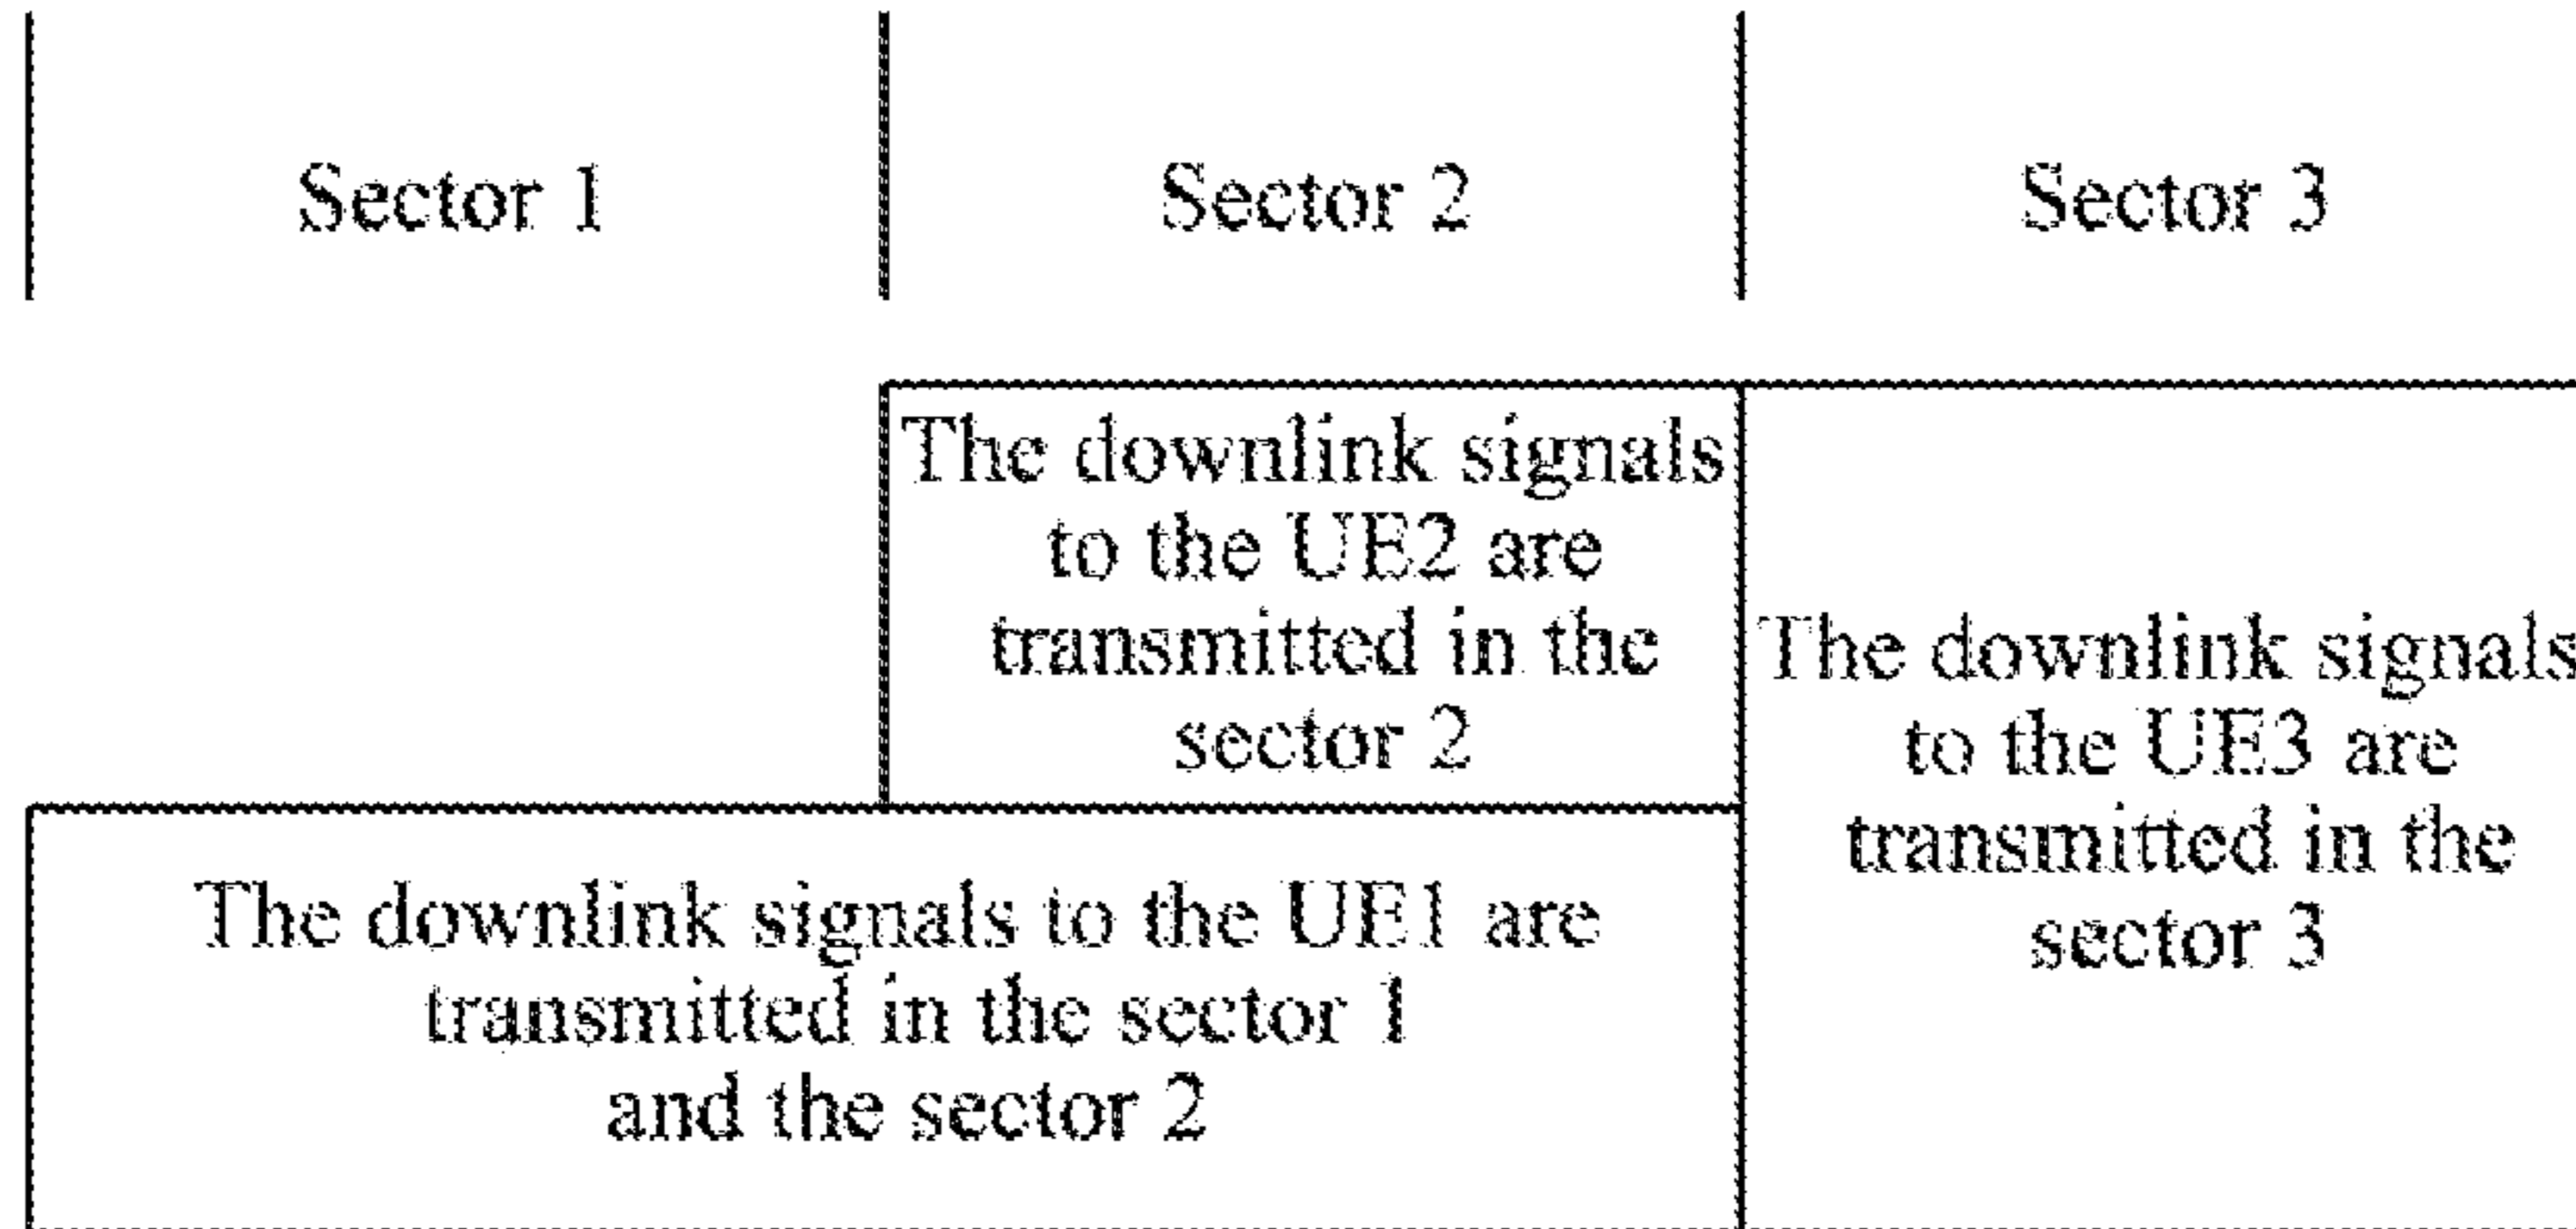 Sector 1
Sector 2
Sector 3
The downlink signals
to the UE2 are
transmitted in the
sector 2
The downlink signals
to the UE3 are
transmitted in the
sector 3
The downlink signals to the UE1 are
transmitted in the sector 1
and the sector 2